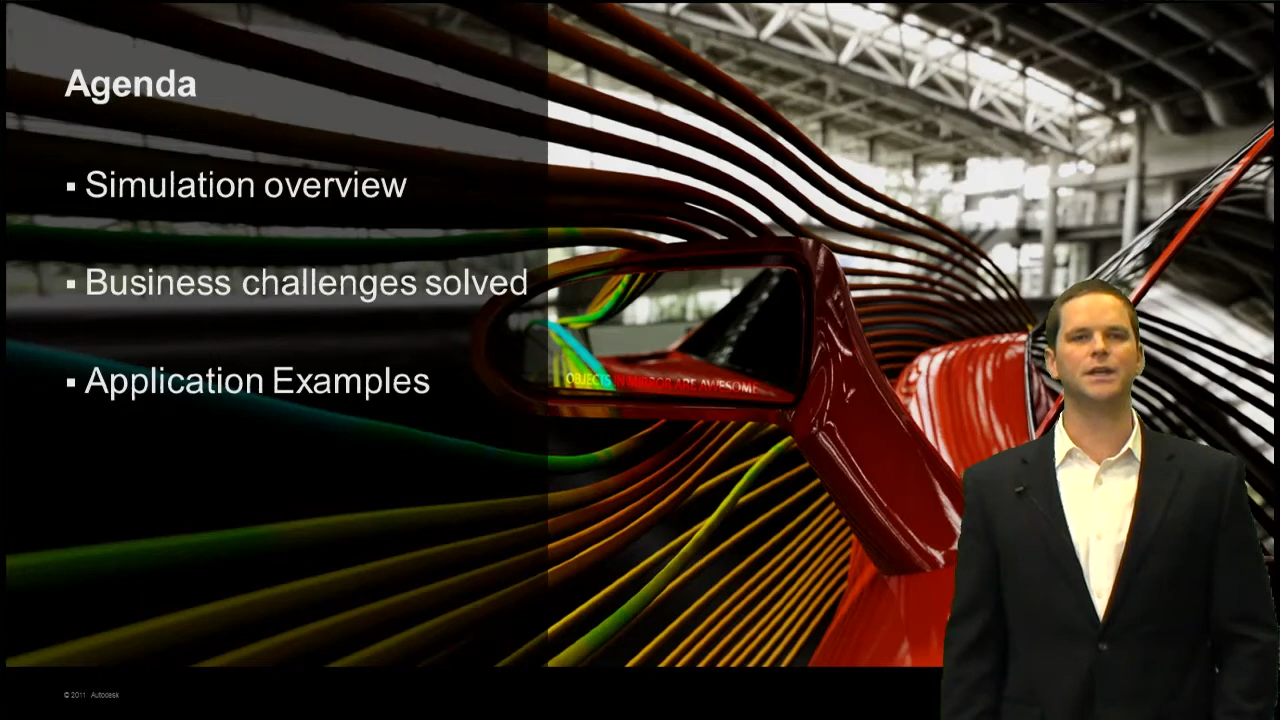 Agenda
▪ Simulation overview
▪ Business challenges solved
▪ Application Examples
OBJECTS IN MIRROR ARE AWESOME
© 2011 Autodesk